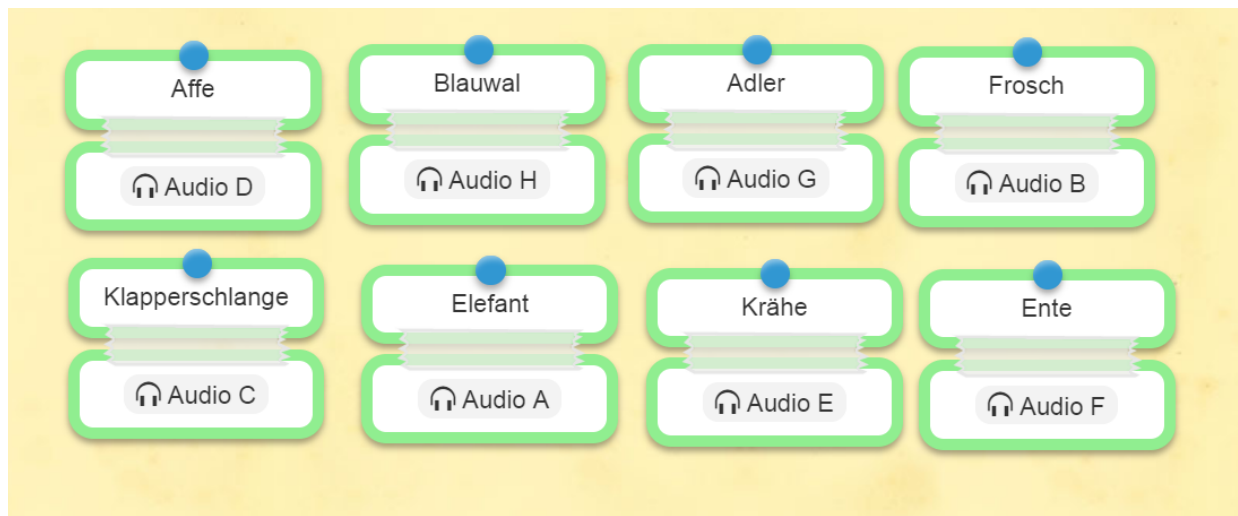 Affe
Audio D
Blauwal
Audio H
Adler
Audio G
Frosch
Audio B
Klapperschlange
Audio C
Elefant
Audio A
Krähe
Audio E
Ente
Audio F